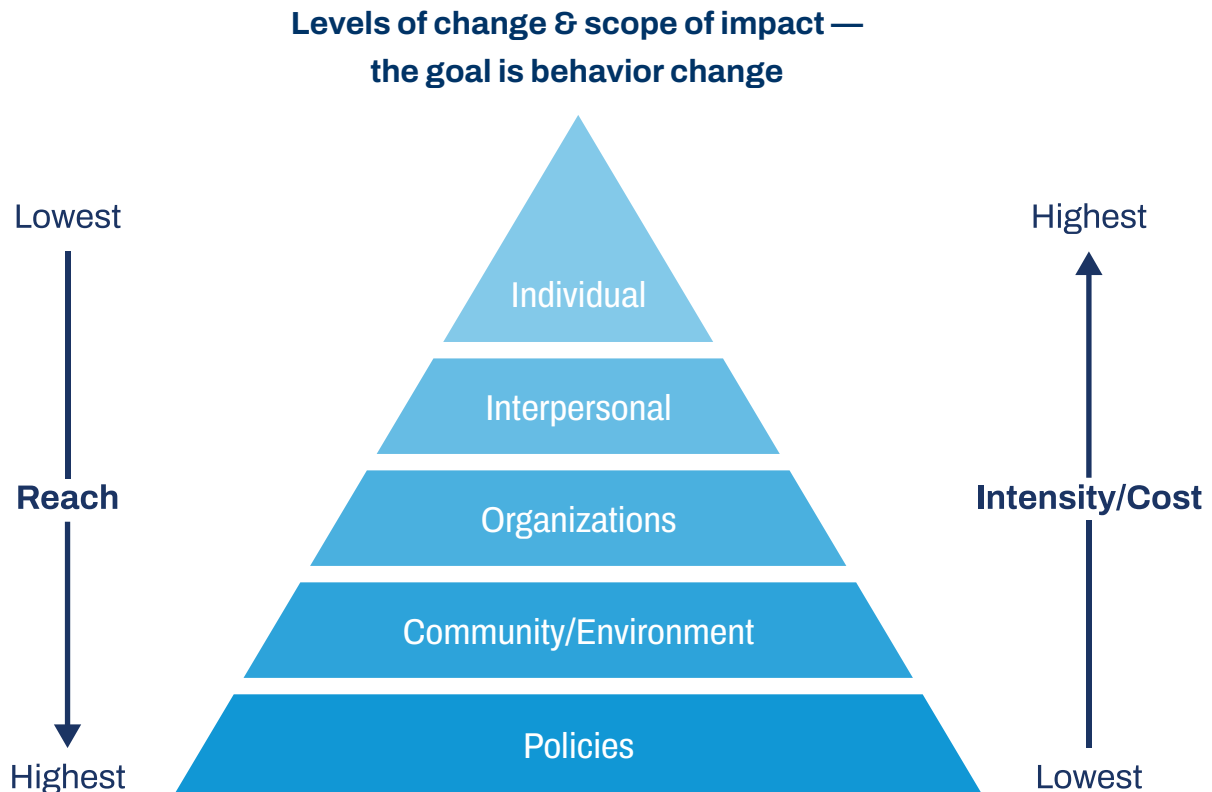 Levels of change & scope of impact —
the goal is behavior change
Lowest
Highest
Individual
Interpersonal
Reach
Intensity/Cost
Organizations
Community/Environment
Policies
Highest
Lowest